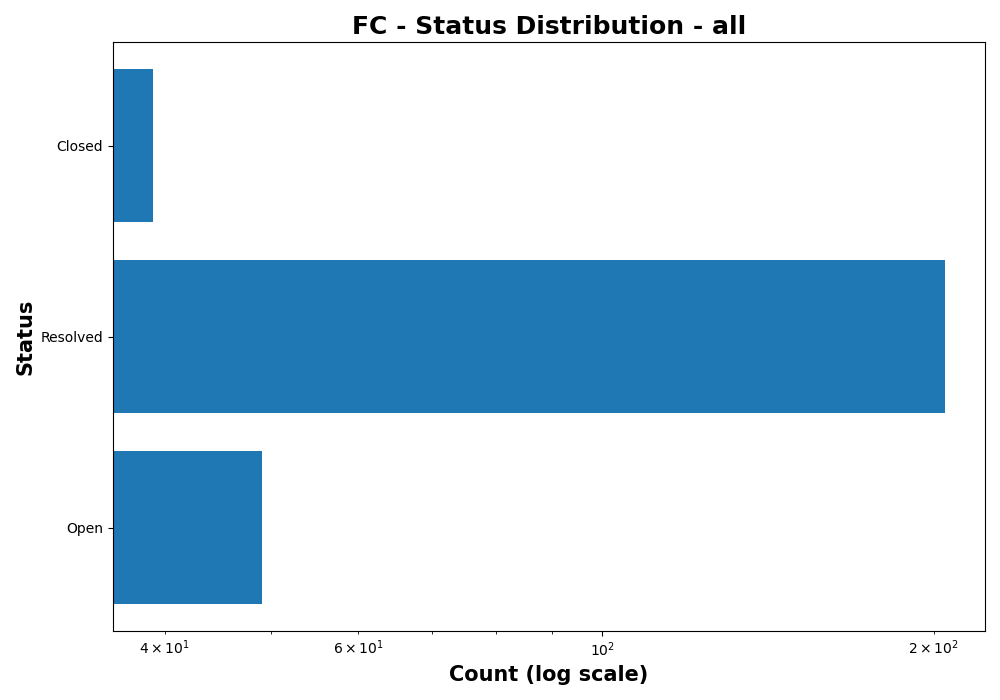 FC - Status Distribution - all
Status
Closed
Resolved
Open
4 × 10¹
6 × 10¹
10²
2 × 10²
Count (log scale)